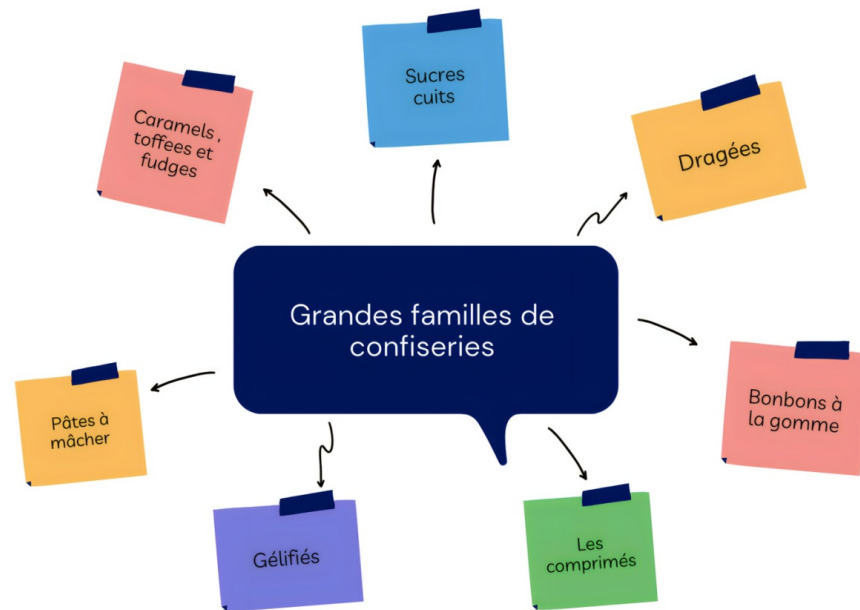 Sucres
cuits
Caramels,
toffees et
fudges
Dragées
Grandes familles de
confiseries
Bonbons à
la gomme
Pâtes à
mâcher
Gélifiés
Les
comprimés